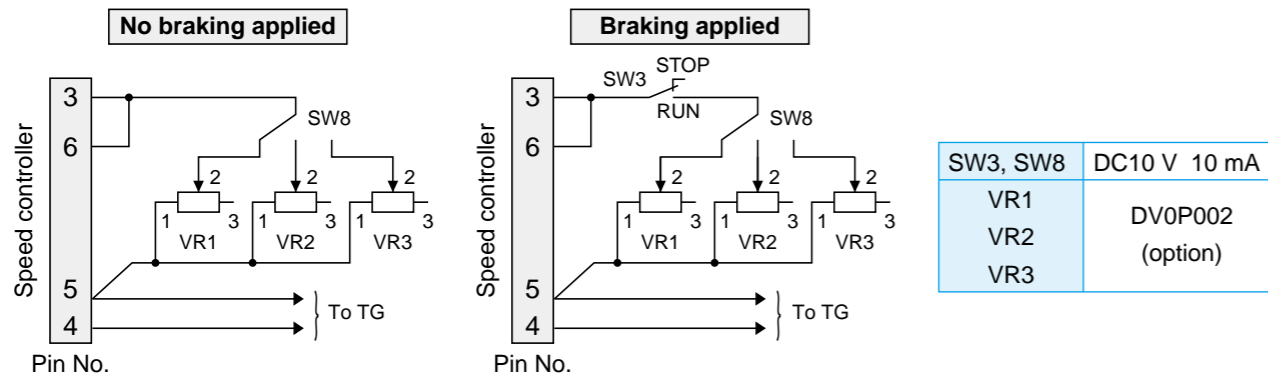 No braking applied
Speed controller
3
6
5
4
SW8
2
2
2
1
3
1
3
1
3
VR1
VR2
VR3
To TG
Pin No.
Braking applied
Speed controller
3
6
5
4
SW3
STOP
RUN
SW8
2
2
2
1
3
1
3
1
3
VR1
VR2
VR3
To TG
Pin No.
SW3, SW8 DC10 V 10 mA
VR1
VR2
VR3
DV0P002
(option)